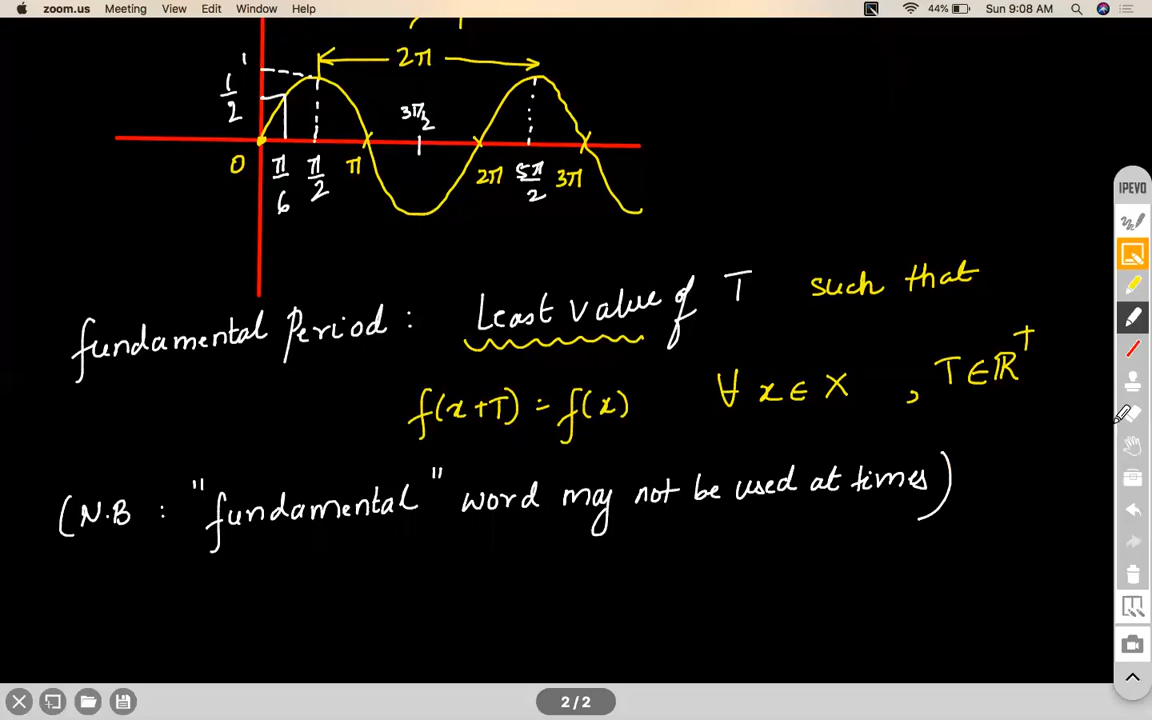 zoom.us Meeting View Edit Window Help 44% Sun 9:08 AM
2π
1
1/2
3π/2
0 π/6 π/2 π 2π 5π/2 3π
IPEVO
fundamental Period : Least value of T such that
f(x+T) = f(x) ∀ x ∈ X , T ∈ ℝ⁺
(N.B : "fundamental" word may not be used at times)
2 / 2